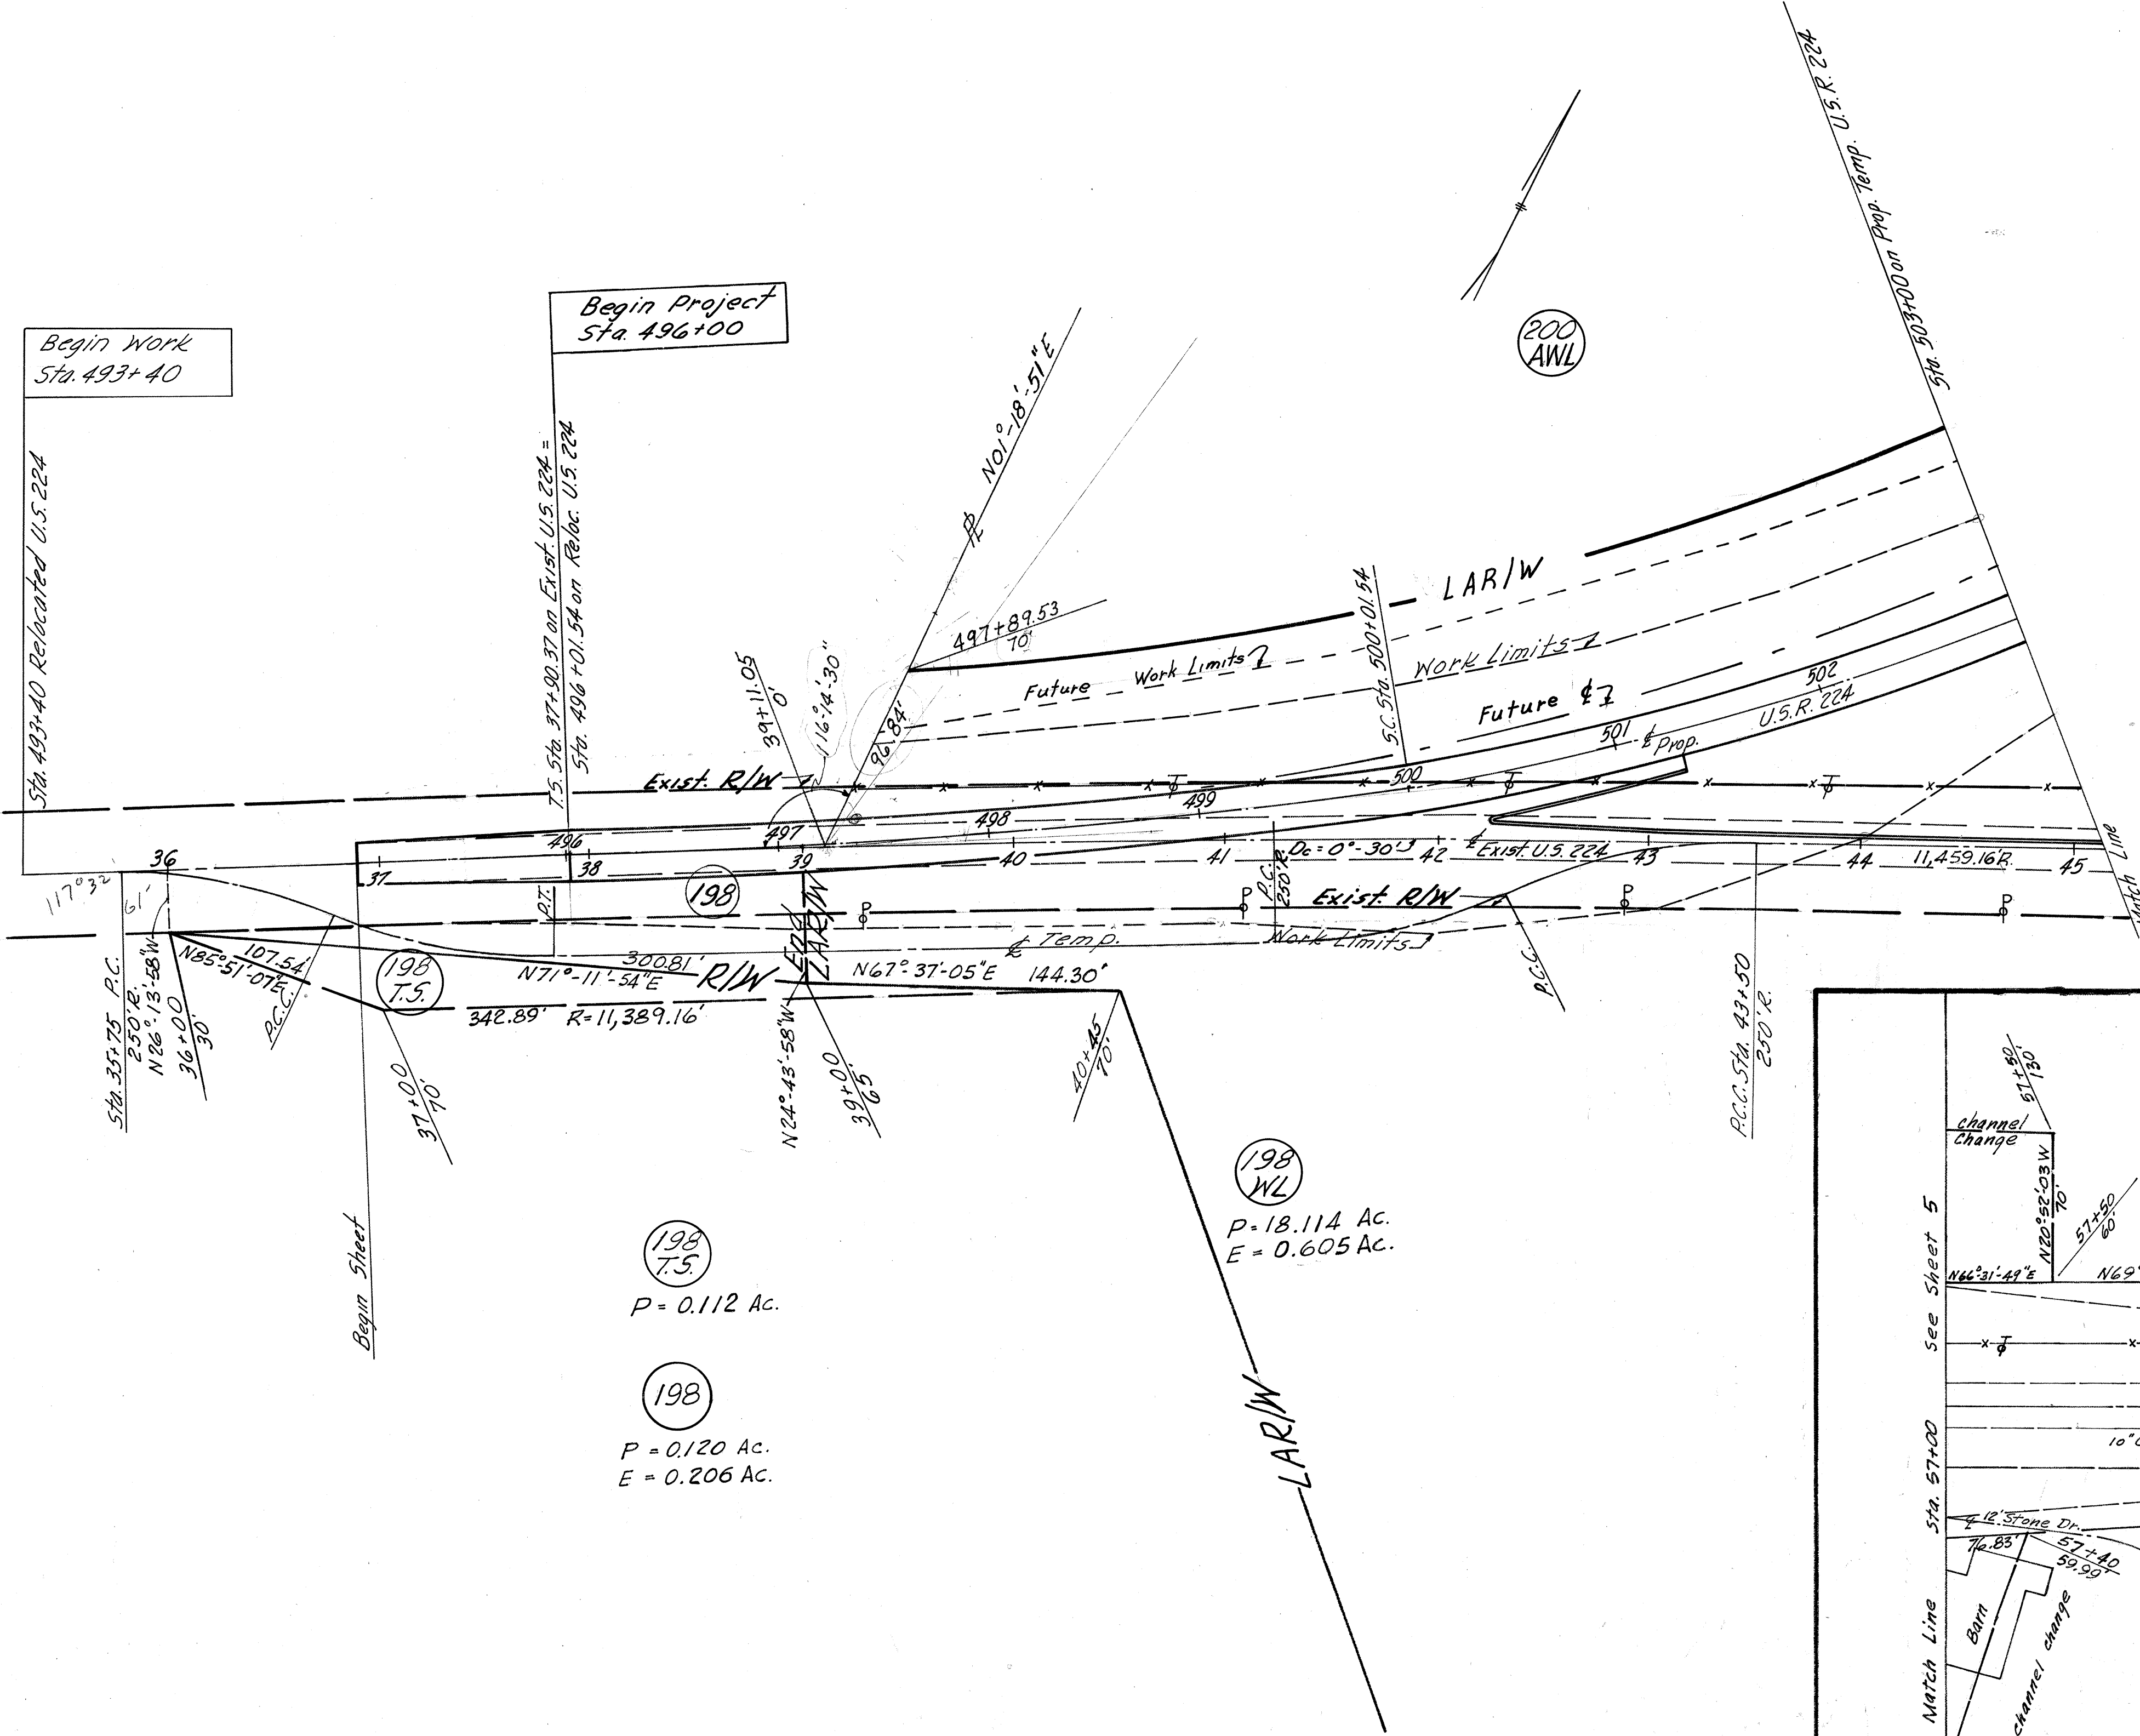 Begin Work
Sta. 493+40
Sta. 493+40 Relocated U.S. 224
Begin Project
Sta. 496+00
T.S. Sta. 37+90.37 on Exist. U.S. 224 =
Sta. 496+01.54 on Reloc. U.S. 224
N01°-18'-51"E
PL
200
AWL
Sta. 503+00 on Prop. Temp. U.S.R. 224
497+89.53
70'
39+11.05
0'
116°-14'-30"
96.84'
LAR/W
Future Work Limits
Work Limits
S.C. Sta. 500+01.54
Future ℄
℄ Prop.
U.S.R. 224
Exist. R/W
496
497
498
499
500
501
502
36
37
38
39
40
41
42
43
44
45
Dc = 0°-30'
℄ Exist. U.S. 224
11,459.16'R.
Match Line
117°32
61'
P.T.
198
P.C.
250'R.
Exist. R/W
P
P
P
P
℄ Temp.
Work Limits
P.C.C.
Sta. 35+75 P.C.
250'R.
N26°-13'-58"W
36+00
30'
107.54'
N85°51'-07"E
P.C.C.
198
T.S.
300.81'
N71°-11'-54"E
R/W
LAR/W
N67°-37'-05"E 144.30'
342.89' R=11,389.16'
37+00
70'
N24°-43'-58"W
39+00
65'
40+45
70'
P.C.C. Sta. 43+50
250'R.
Begin Sheet
198
WL
P=18.114 Ac.
E = 0.605 Ac.
198
T.S.
P = 0.112 Ac.
198
P = 0.120 Ac.
E = 0.206 Ac.
LAR/W
Match Line Sta. 57+00 See Sheet 5
57+50
130'
channel
Change
N20°52'-03"W
70'
57+50
60'
N66°-31'-49"E
N69°
10"
℄ 12' Stone Dr.
76.83'
57+40
59.99'
Barn
Channel change